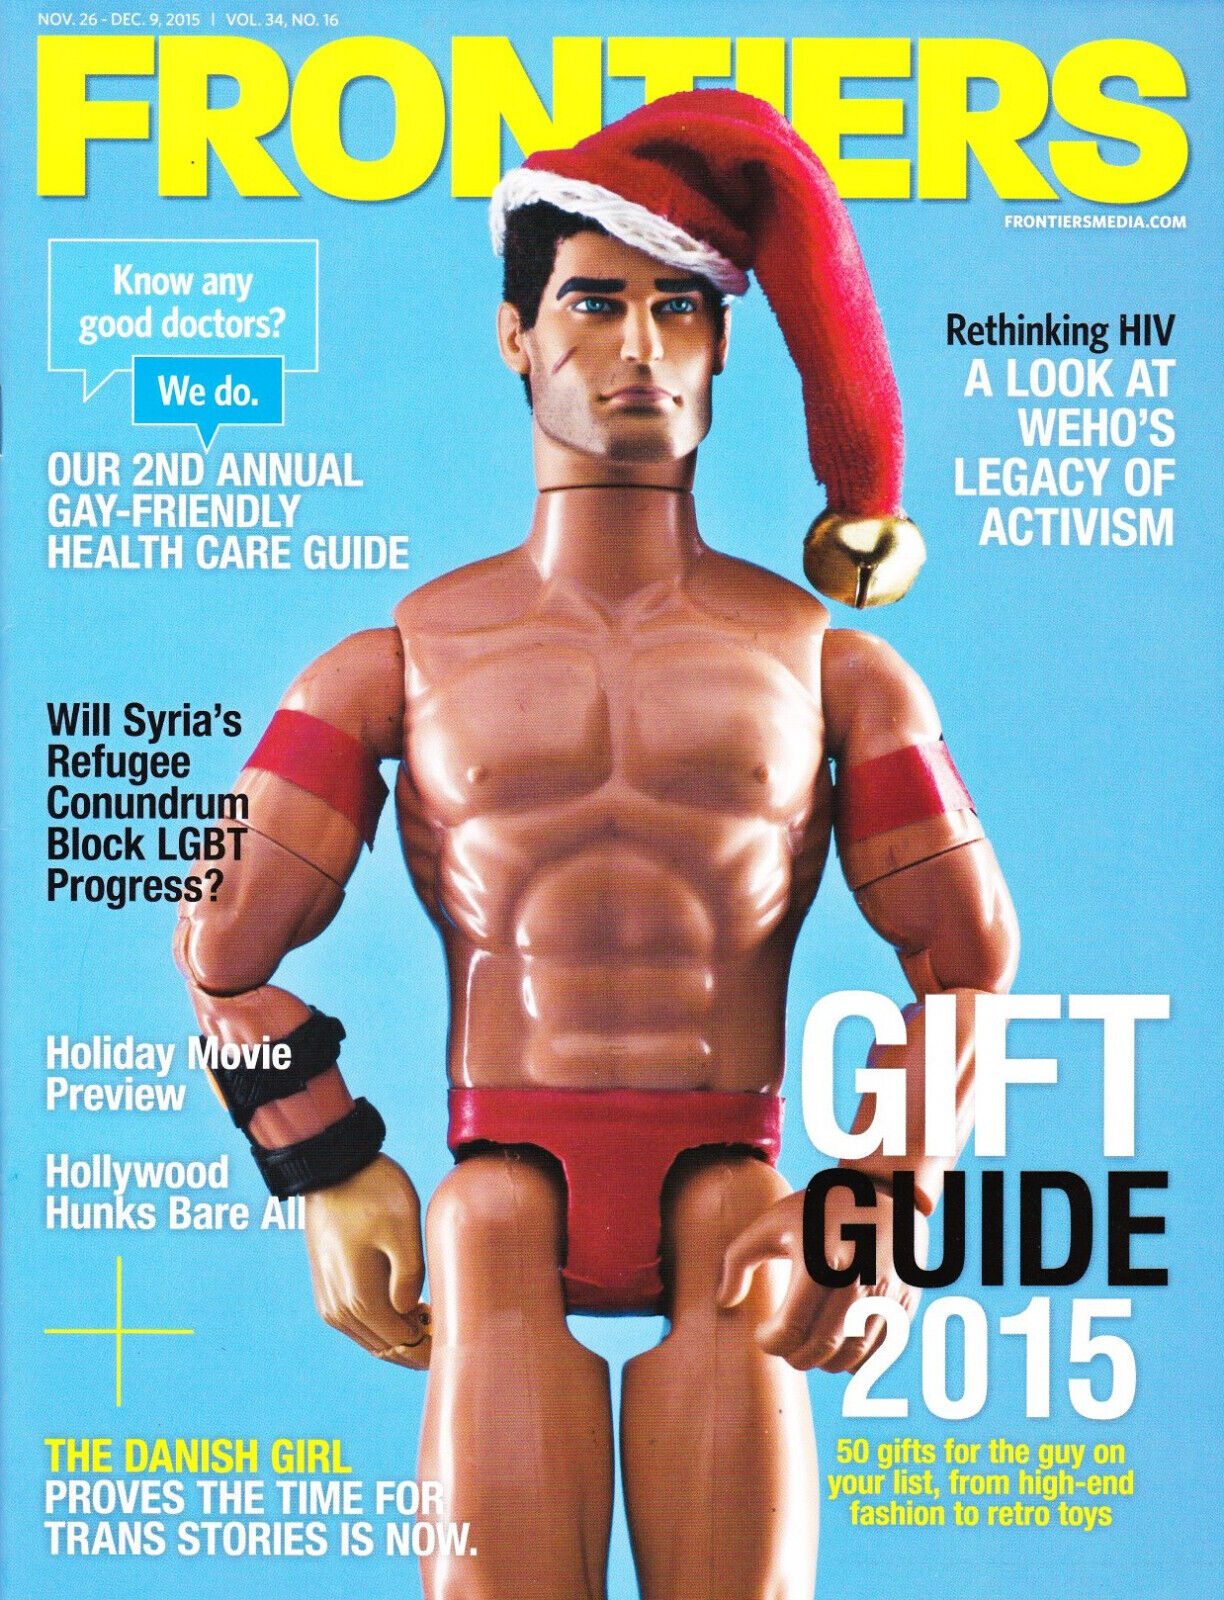 NOV. 26 - DEC. 9, 2015 | VOL. 34, NO. 16
FRONTIERS
FRONTIERSMEDIA.COM
Know any
good doctors?
We do.
OUR 2ND ANNUAL
GAY-FRIENDLY
HEALTH CARE GUIDE
Rethinking HIV
A LOOK AT
WEHO'S
LEGACY OF
ACTIVISM
Will Syria's
Refugee
Conundrum
Block LGBT
Progress?
Holiday Movie
Preview
Hollywood
Hunks Bare All
GIFT
GUIDE
2015
50 gifts for the guy on
your list, from high-end
fashion to retro toys
THE DANISH GIRL
PROVES THE TIME FOR
TRANS STORIES IS NOW.